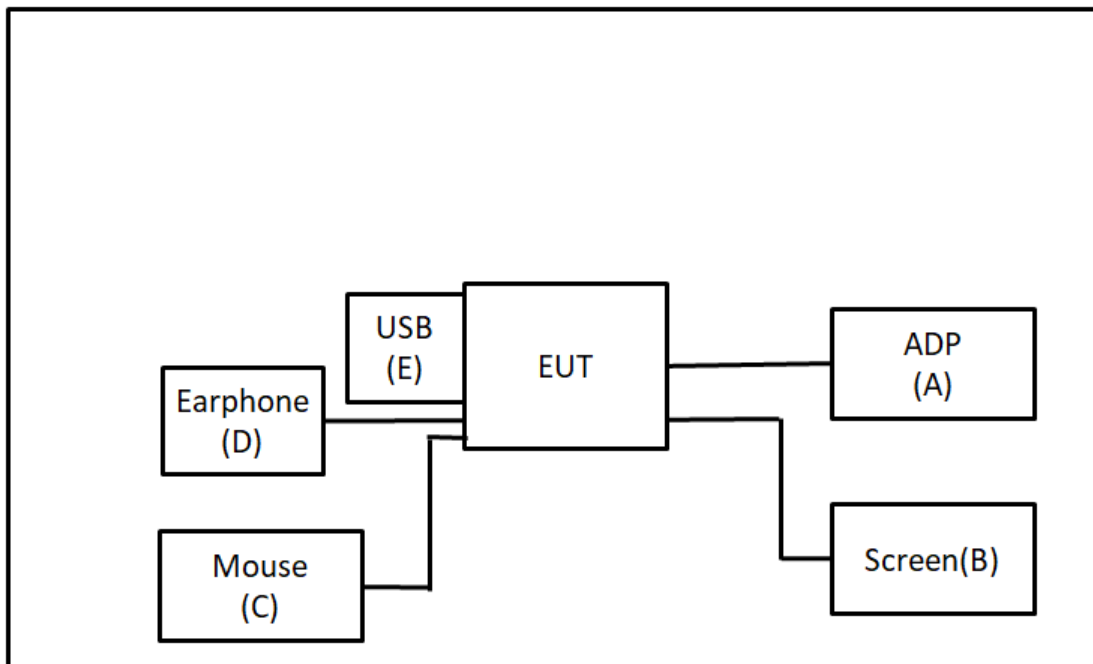 USB
(E)
EUT
ADP
(A)
Earphone
(D)
Mouse
(C)
Screen(B)